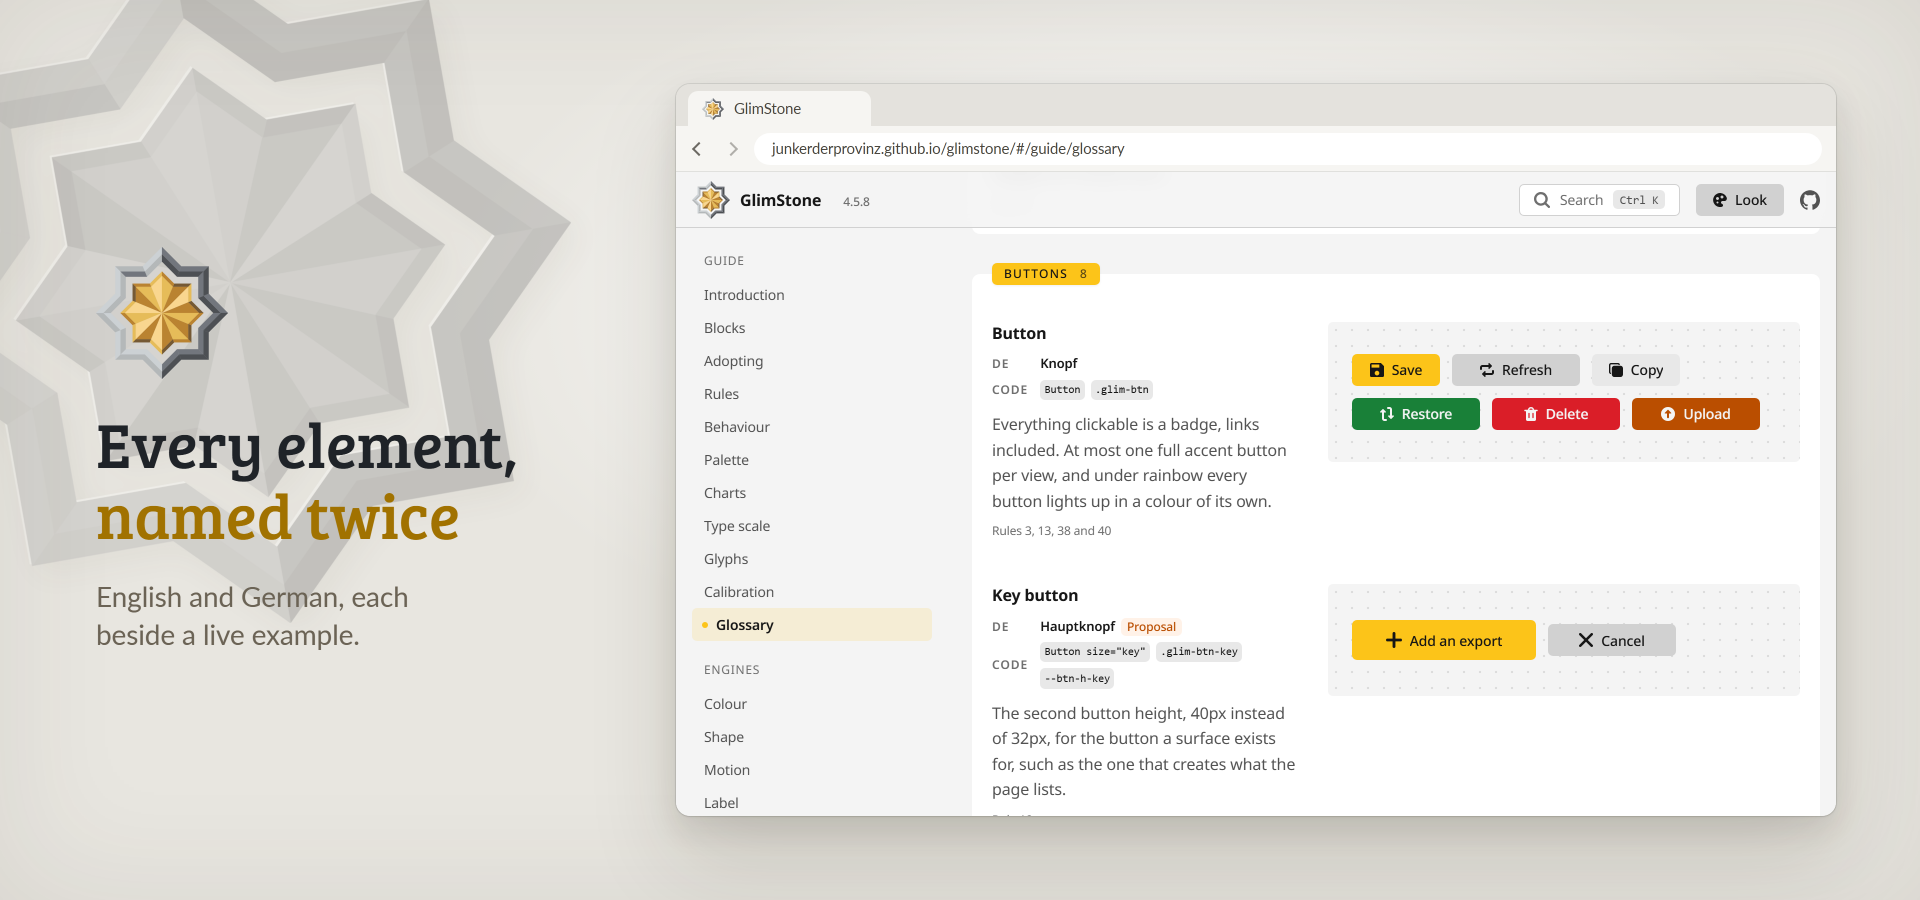 Every element,
named twice
English and German, each
beside a live example.
GlimStone
junkerderprovinz.github.io/glimstone/#/guide/glossary
GlimStone 4.5.8
Search Ctrl K
Look
GUIDE
Introduction
Blocks
Adopting
Rules
Behaviour
Palette
Charts
Type scale
Glyphs
Calibration
Glossary
ENGINES
Colour
Shape
Motion
Label
BUTTONS 8
Button
DE Knopf
CODE Button .glim-btn
Everything clickable is a badge, links
included. At most one full accent button
per view, and under rainbow every
button lights up in a colour of its own.
Rules 3, 13, 38 and 40
Save Refresh Copy
Restore Delete Upload
Key button
DE Hauptknopf Proposal
CODE Button size="key" .glim-btn-key
--btn-h-key
The second button height, 40px instead
of 32px, for the button a surface exists
for, such as the one that creates what the
page lists.
Add an export Cancel